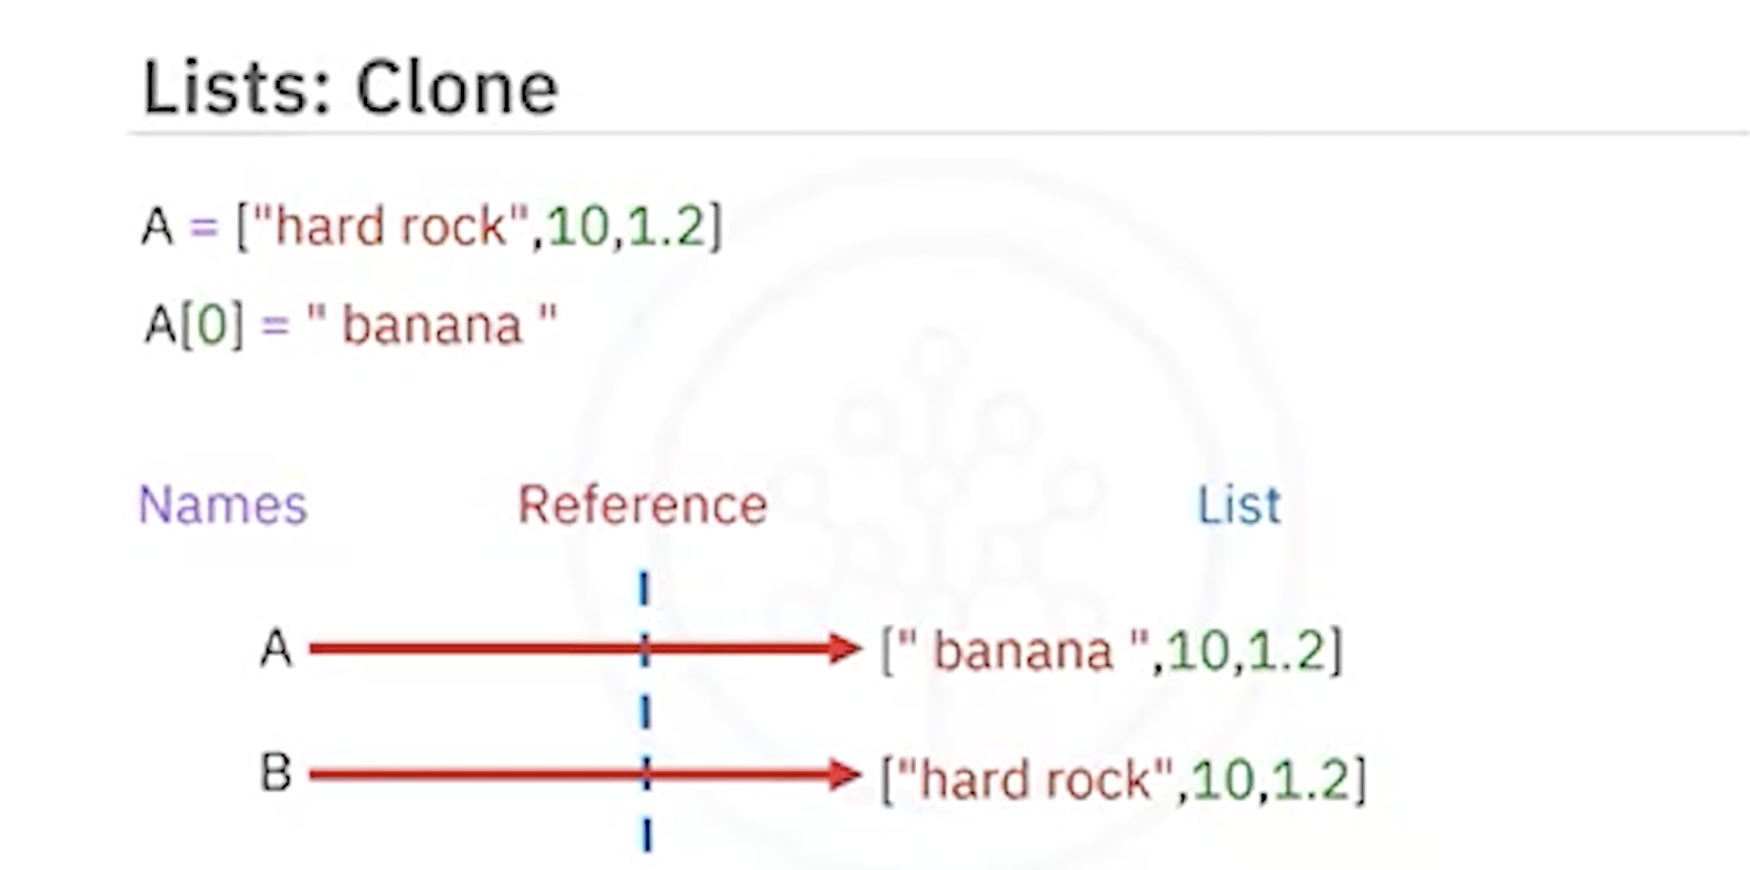 Lists: Clone
A = ["hard rock",10,1.2]
A[0] = " banana "
Names Reference List
A [" banana ",10,1.2]
B ["hard rock",10,1.2]